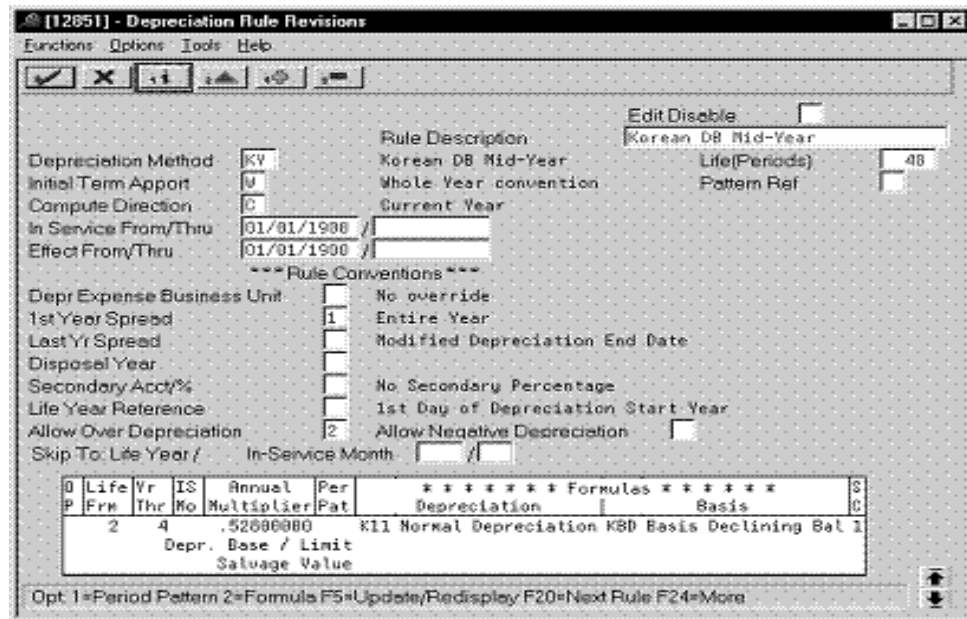 [12851] - Depreciation Rule Revisions
Functions Options Tools Help
Edit Disable
Rule Description Korean DB Mid-Year
Depreciation Method KY Korean DB Mid-Year Life(Periods) 48
Initial Term Apport W Whole Year convention Pattern Ref
Compute Direction C Current Year
In Service From/Thru 01/01/1900 /
Effect From/Thru 01/01/1900 /
*** Rule Conventions ***
Depr Expense Business Unit No override
1st Year Spread 1 Entire Year
Last Yr Spread Modified Depreciation End Date
Disposal Year
Secondary Acct/% No Secondary Percentage
Life Year Reference 1st Day of Depreciation Start Year
Allow Over Depreciation 2 Allow Negative Depreciation
Skip To: Life Year / In-Service Month /
O Life Yr IS Annual Per * * * * * * * Formulas * * * * * * S
P Frm Thr Mo Multiplier Pat Depreciation Basis C
2 4 .52800000 K11 Normal Depreciation KBD Basis Declining Bal 1
Depr. Base / Limit
Salvage Value
Opt: 1=Period Pattern 2=Formula F5=Update/Redisplay F20=Next Rule F24=More